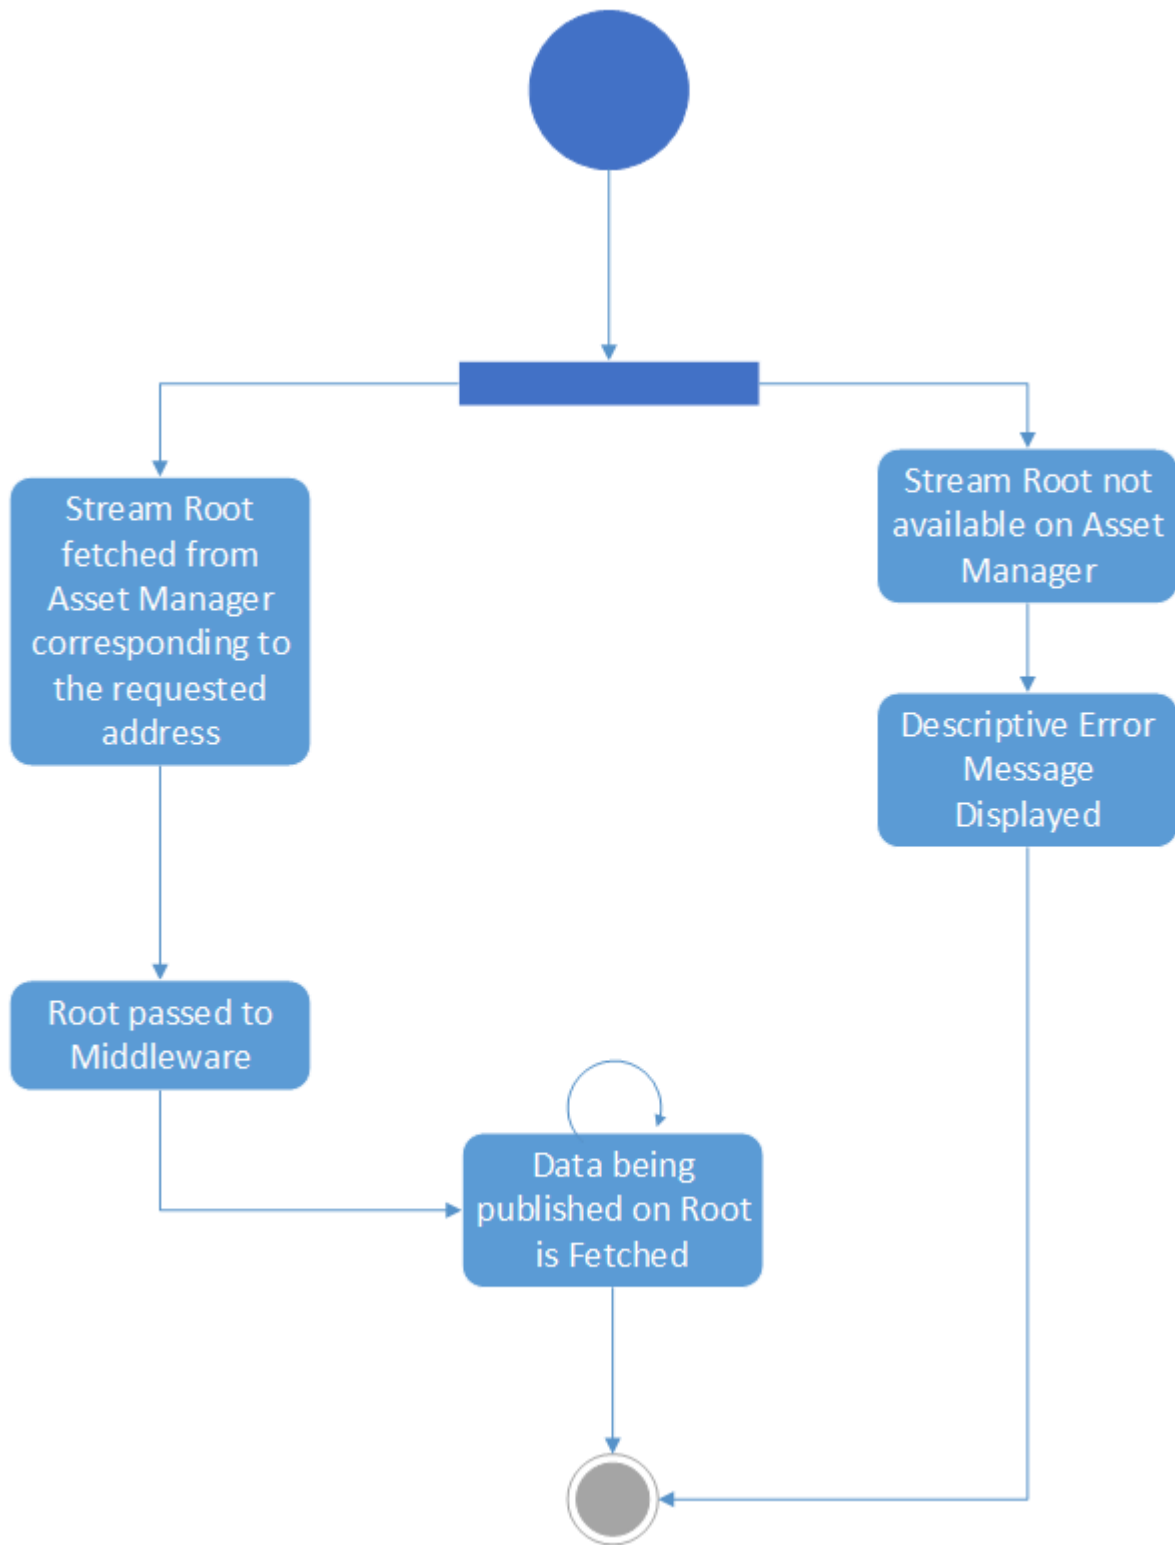 Stream Root
fetched from
Asset Manager
corresponding to
the requested
address
Stream Root not
available on Asset
Manager
Descriptive Error
Message
Displayed
Root passed to
Middleware
Data being
published on Root
is Fetched